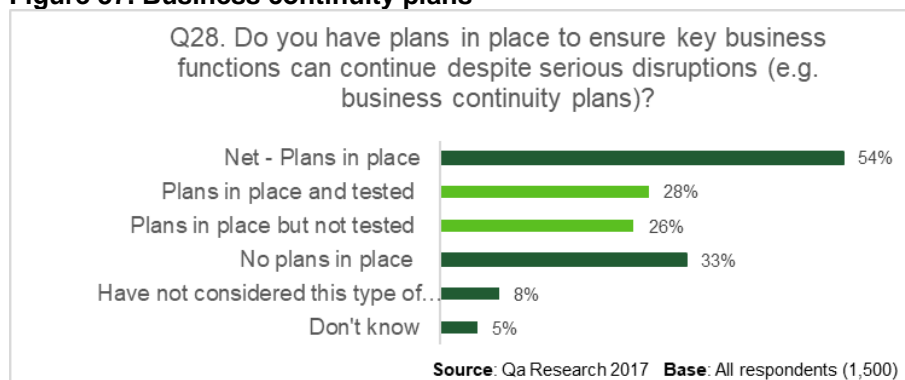 Figure 37: Business continuity plans
Q28. Do you have plans in place to ensure key business
functions can continue despite serious disruptions (e.g.
business continuity plans)?
Net - Plans in place 54%
Plans in place and tested 28%
Plans in place but not tested 26%
No plans in place 33%
Have not considered this type of... 8%
Don't know 5%
Source: Qa Research 2017 Base: All respondents (1,500)